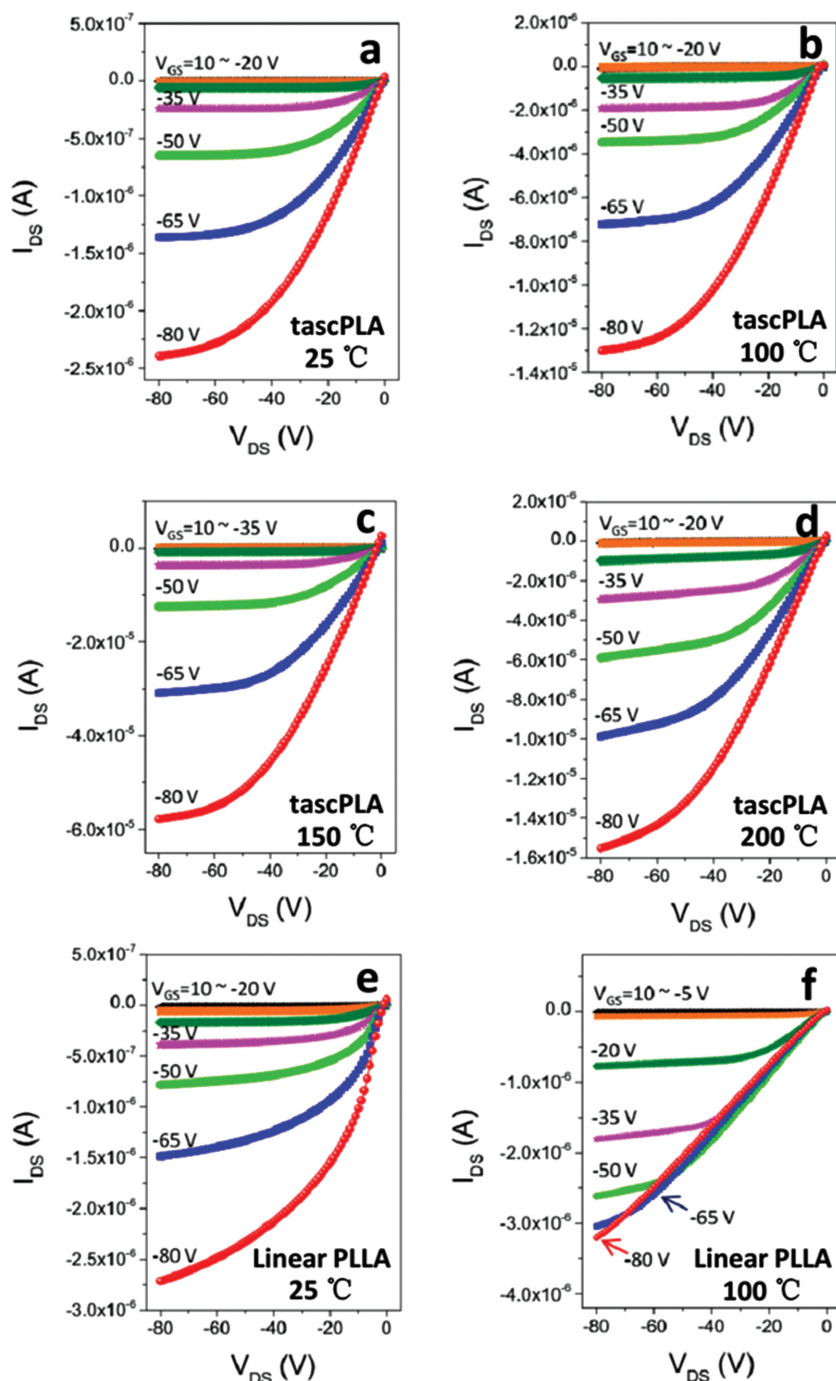 a
5.0x10⁻⁷
0.0
-5.0x10⁻⁷
-1.0x10⁻⁶
-1.5x10⁻⁶
-2.0x10⁻⁶
-2.5x10⁻⁶
I_DS (A)
V_GS=10 ~ -20 V
-35 V
-50 V
-65 V
-80 V
tascPLA
25 ℃
-80 -60 -40 -20 0
V_DS (V)
b
2.0x10⁻⁶
0.0
-2.0x10⁻⁶
-4.0x10⁻⁶
-6.0x10⁻⁶
-8.0x10⁻⁶
-1.0x10⁻⁵
-1.2x10⁻⁵
-1.4x10⁻⁵
I_DS (A)
V_GS=10 ~ -20 V
-35 V
-50 V
-65 V
-80 V
tascPLA
100 ℃
-80 -60 -40 -20 0
V_DS (V)
c
0.0
-2.0x10⁻⁵
-4.0x10⁻⁵
-6.0x10⁻⁵
I_DS (A)
V_GS=10 ~ -35 V
-50 V
-65 V
-80 V
tascPLA
150 ℃
-80 -60 -40 -20 0
V_DS (V)
d
2.0x10⁻⁶
0.0
-2.0x10⁻⁶
-4.0x10⁻⁶
-6.0x10⁻⁶
-8.0x10⁻⁶
-1.0x10⁻⁵
-1.2x10⁻⁵
-1.4x10⁻⁵
-1.6x10⁻⁵
I_DS (A)
V_GS=10 ~ -20 V
-35 V
-50 V
-65 V
-80 V
tascPLA
200 ℃
-80 -60 -40 -20 0
V_DS (V)
e
5.0x10⁻⁷
0.0
-5.0x10⁻⁷
-1.0x10⁻⁶
-1.5x10⁻⁶
-2.0x10⁻⁶
-2.5x10⁻⁶
-3.0x10⁻⁶
I_DS (A)
V_GS=10 ~ -20 V
-35 V
-50 V
-65 V
-80 V
Linear PLLA
25 ℃
-80 -60 -40 -20 0
V_DS (V)
f
0.0
-1.0x10⁻⁶
-2.0x10⁻⁶
-3.0x10⁻⁶
-4.0x10⁻⁶
I_DS (A)
V_GS=10 ~ -5 V
-20 V
-35 V
-50 V
-65 V
-80 V
Linear PLLA
100 ℃
-80 -60 -40 -20 0
V_DS (V)